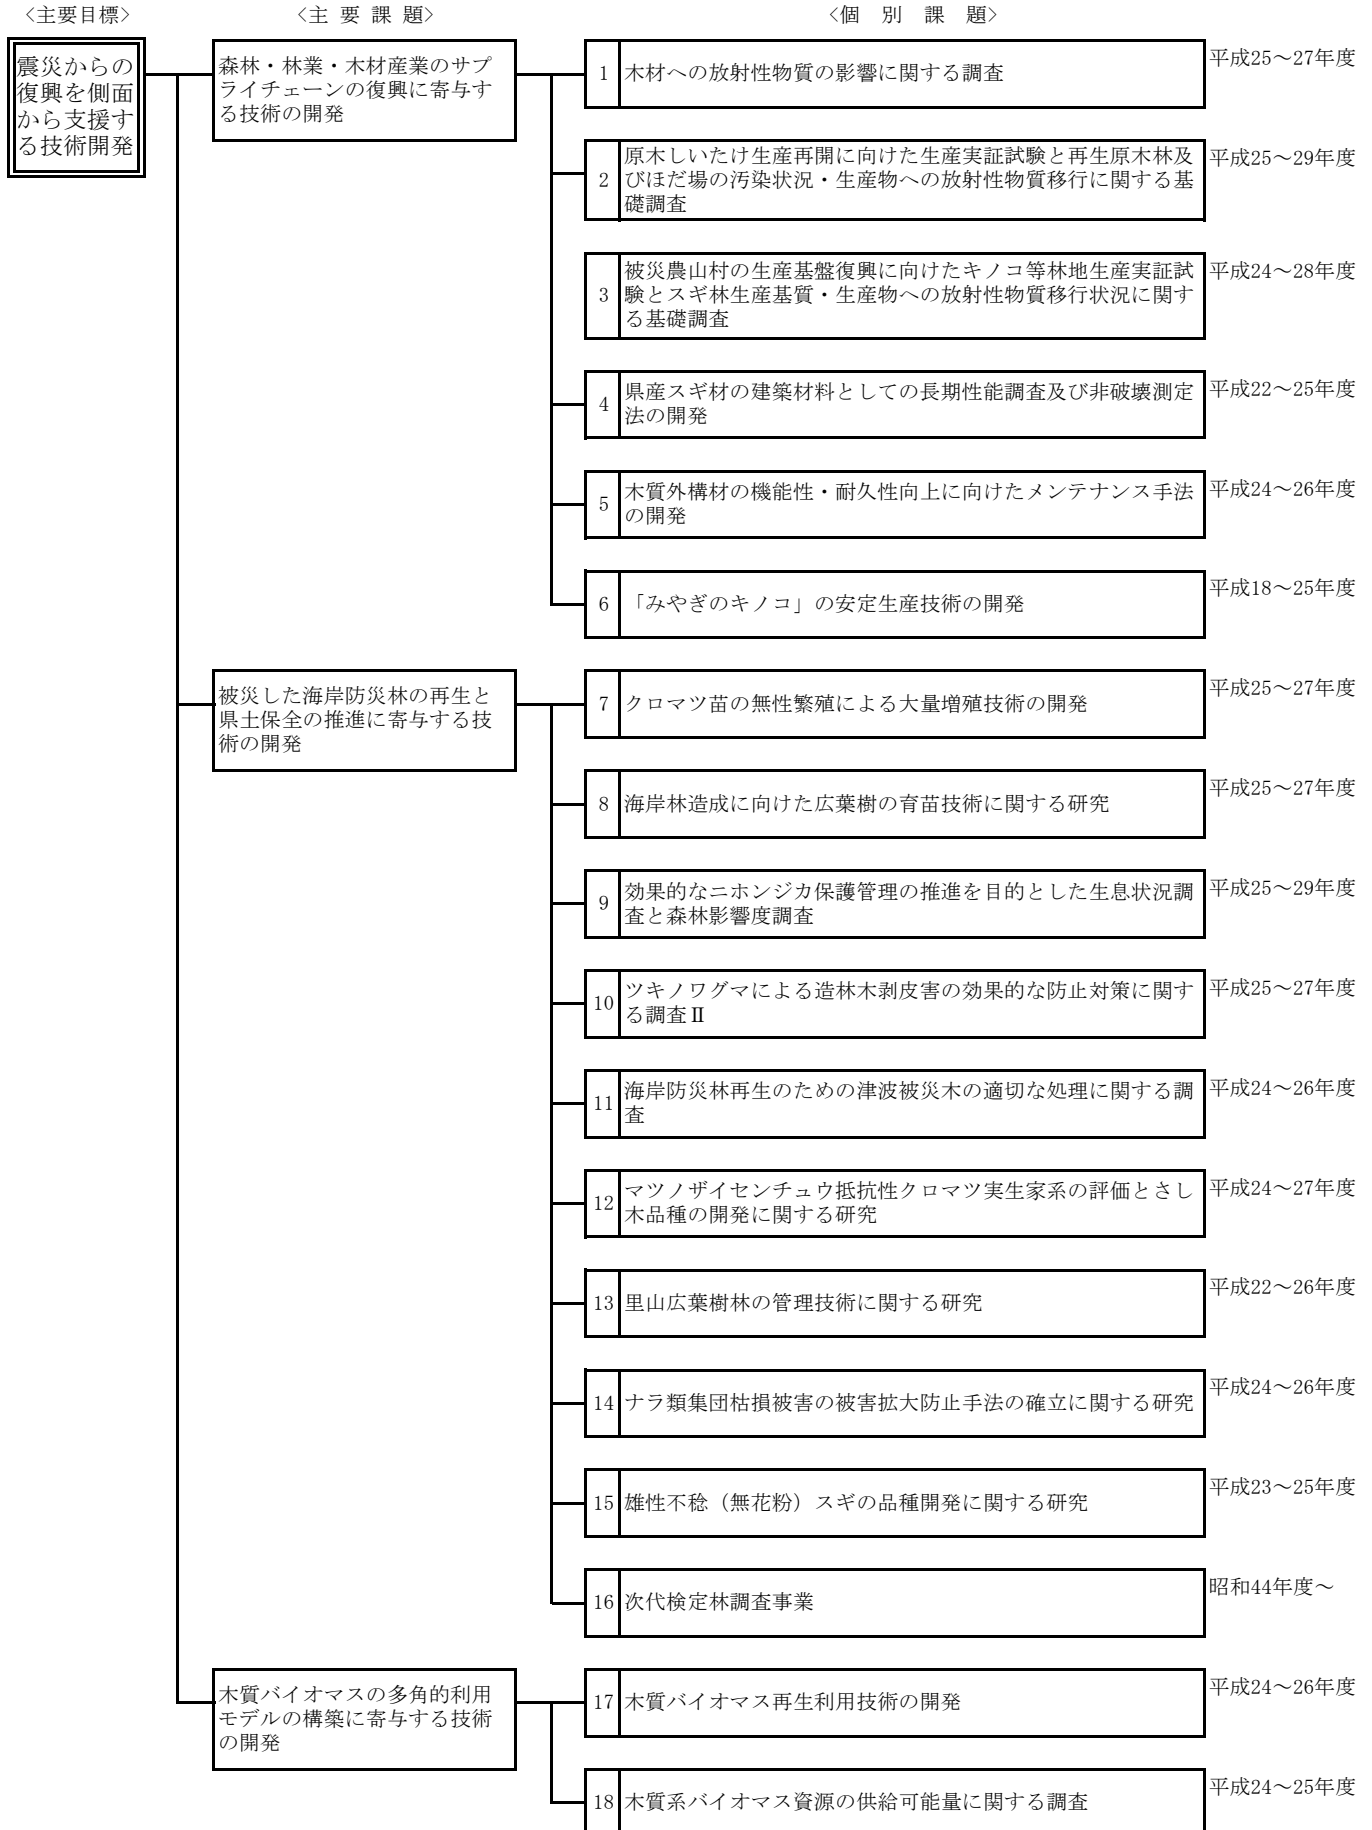 <主要目標>
<主 要 課 題>
<個 別 課 題>
震災からの
復興を側面
から支援す
る技術開発
森林・林業・木材産業のサプ
ライチェーンの復興に寄与す
る技術の開発
1 木材への放射性物質の影響に関する調査
平成25～27年度
2 原木しいたけ生産再開に向けた生産実証試験と再生原木林及
びほだ場の汚染状況・生産物への放射性物質移行に関する基
礎調査
平成25～29年度
3 被災農山村の生産基盤復興に向けたキノコ等林地生産実証試
験とスギ林生産基質・生産物への放射性物質移行状況に関す
る基礎調査
平成24～28年度
4 県産スギ材の建築材料としての長期性能調査及び非破壊測定
法の開発
平成22～25年度
5 木質外構材の機能性・耐久性向上に向けたメンテナンス手法
の開発
平成24～26年度
6 「みやぎのキノコ」の安定生産技術の開発
平成18～25年度
被災した海岸防災林の再生と
県土保全の推進に寄与する技
術の開発
7 クロマツ苗の無性繁殖による大量増殖技術の開発
平成25～27年度
8 海岸林造成に向けた広葉樹の育苗技術に関する研究
平成25～27年度
9 効果的なニホンジカ保護管理の推進を目的とした生息状況調
査と森林影響度調査
平成25～29年度
10 ツキノワグマによる造林木剥皮害の効果的な防止対策に関す
る調査Ⅱ
平成25～27年度
11 海岸防災林再生のための津波被災木の適切な処理に関する調
査
平成24～26年度
12 マツノザイセンチュウ抵抗性クロマツ実生家系の評価とさし
木品種の開発に関する研究
平成24～27年度
13 里山広葉樹林の管理技術に関する研究
平成22～26年度
14 ナラ類集団枯損被害の被害拡大防止手法の確立に関する研究
平成24～26年度
15 雄性不稔（無花粉）スギの品種開発に関する研究
平成23～25年度
16 次代検定林調査事業
昭和44年度～
木質バイオマスの多角的利用
モデルの構築に寄与する技術
の開発
17 木質バイオマス再生利用技術の開発
平成24～26年度
18 木質系バイオマス資源の供給可能量に関する調査
平成24～25年度